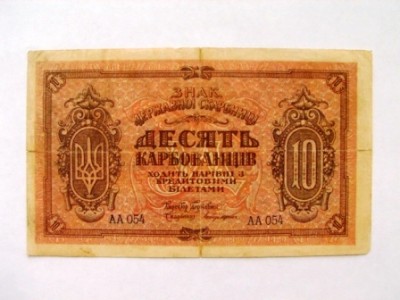 ЗНАК
ДЕРЖАВНОЇ СКАРБНИЦІ
ДЕСЯТЬ
КАРБОВАНЦІВ
ХОДИТЬ НАРІВНІ З
КРЕДИТОВИМИ
БІЛЕТАМИ
10
АА 054
АА 054